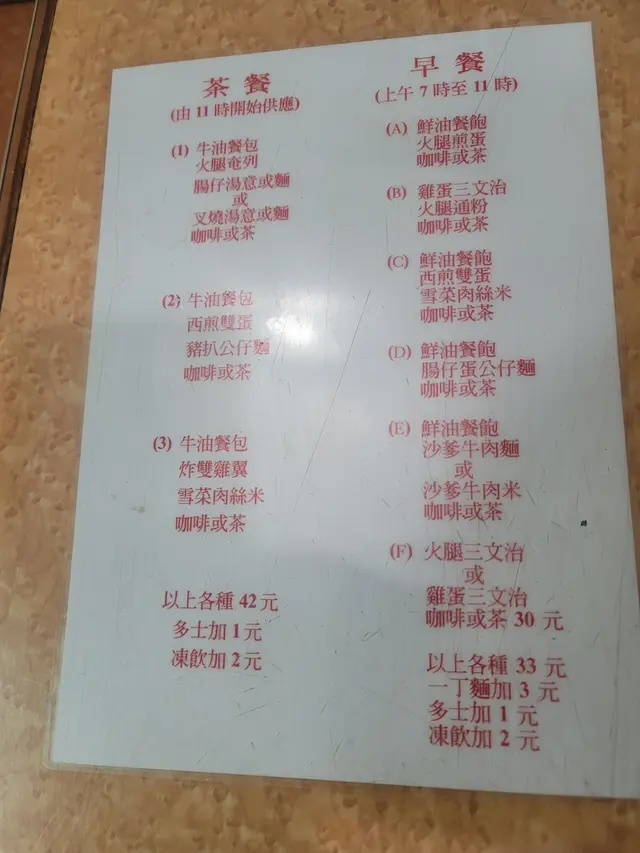 茶餐
(由 11 時開始供應)
(1) 牛油餐包
火腿奄列
腸仔湯意或麵
或
叉燒湯意或麵
咖啡或茶
(2) 牛油餐包
西煎雙蛋
豬扒公仔麵
咖啡或茶
(3) 牛油餐包
炸雙雞翼
雪菜肉絲米
咖啡或茶
以上各種 42 元
多士加 1 元
凍飲加 2 元
早餐
(上午 7 時至 11 時)
(A) 鮮油餐飽
火腿煎蛋
咖啡或茶
(B) 雞蛋三文治
火腿通粉
咖啡或茶
(C) 鮮油餐飽
西煎雙蛋
雪菜肉絲米
咖啡或茶
(D) 鮮油餐飽
腸仔蛋公仔麵
咖啡或茶
(E) 鮮油餐飽
沙爹牛肉麵
或
沙爹牛肉米
咖啡或茶
(F) 火腿三文治
或
雞蛋三文治
咖啡或茶 30 元
以上各種 33 元
一丁麵加 3 元
多士加 1 元
凍飲加 2 元